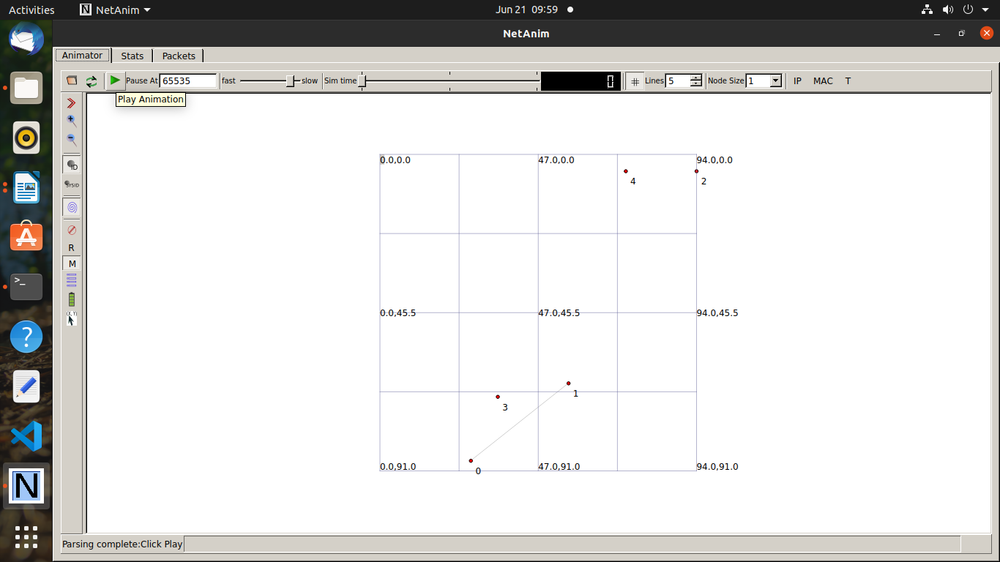 Activities NetAnim Jun 21 09:59
NetAnim
Animator Stats Packets
Pause At 65535 fast slow Sim time 0 Lines 5 Node Size 1 IP MAC T
Play Animation
ID
SYSID
R
M
(X,Y)
>_
?
N
0.0,0.0 47.0,0.0 94.0,0.0
4 2
0.0,45.5 47.0,45.5 94.0,45.5
1
3
0.0,91.0 47.0,91.0 94.0,91.0
0
Parsing complete:Click Play